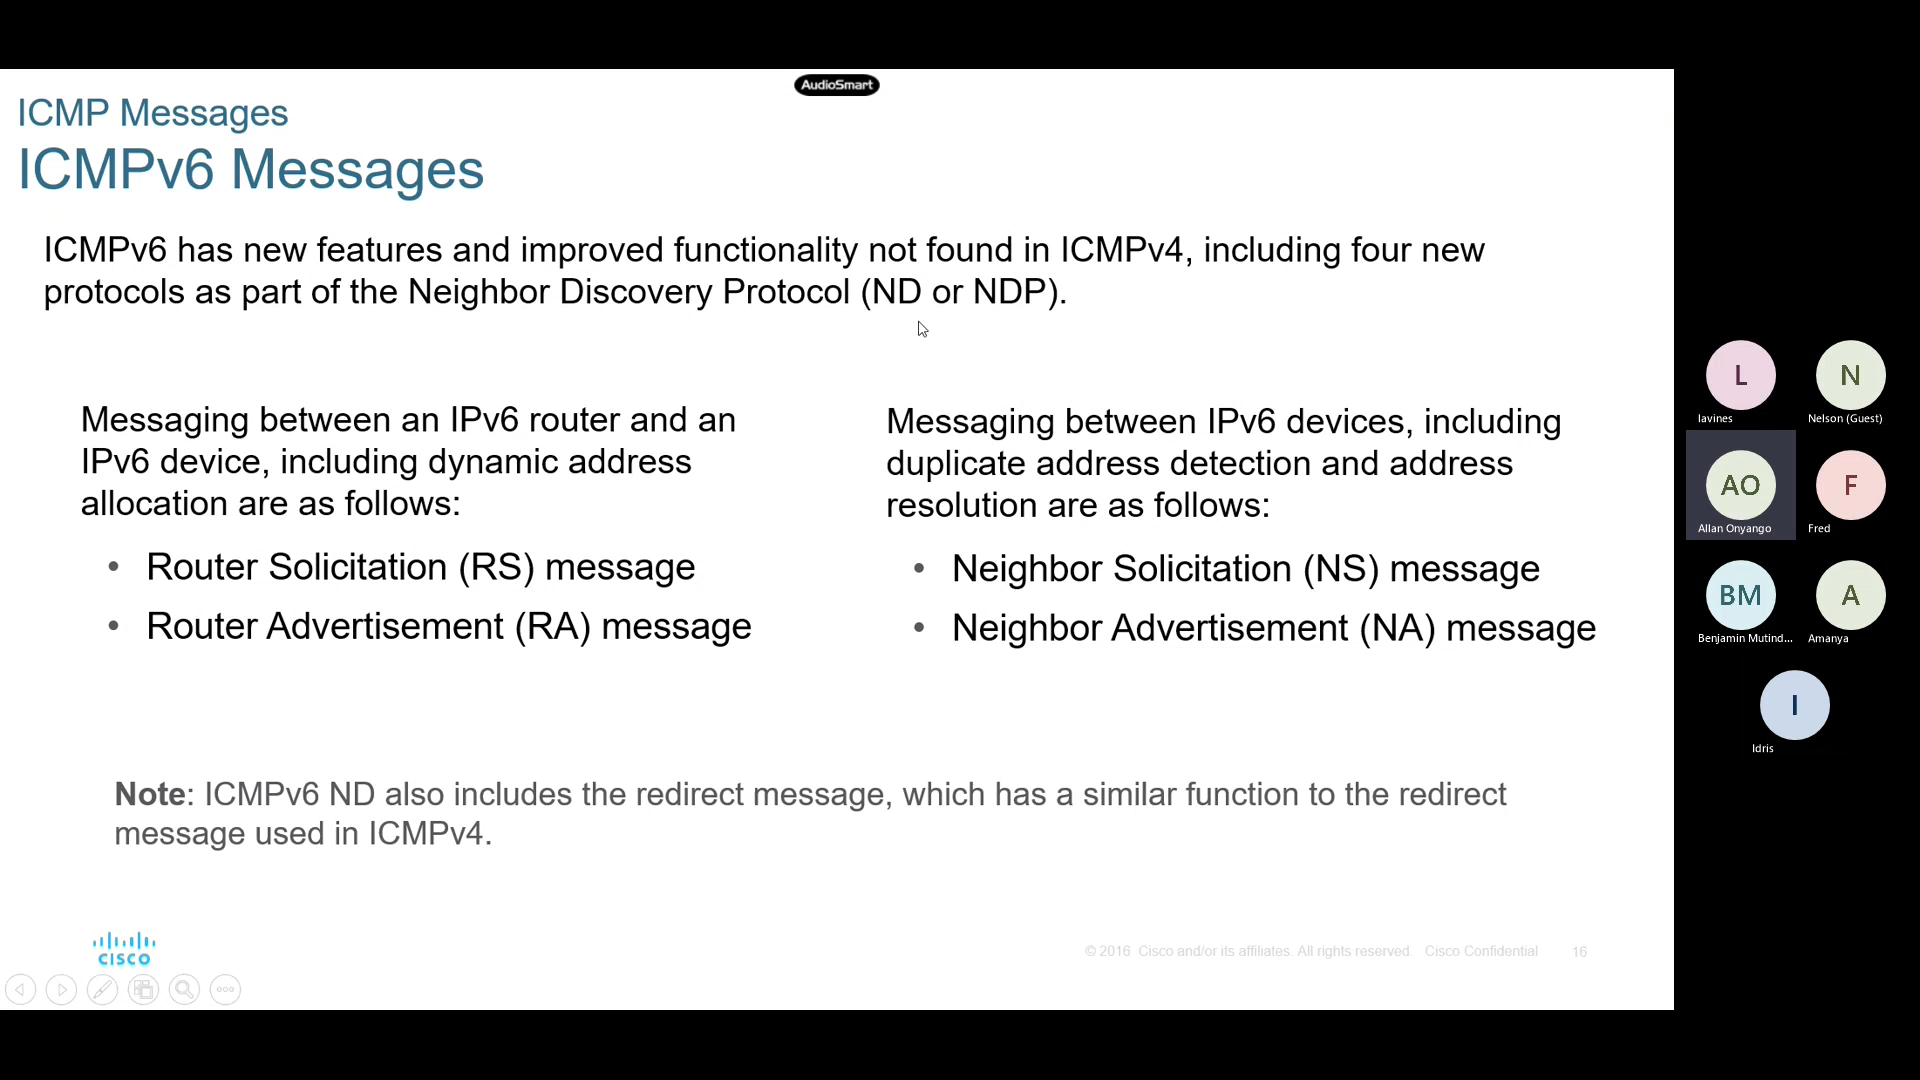 AudioSmart
ICMP Messages
ICMPv6 Messages
ICMPv6 has new features and improved functionality not found in ICMPv4, including four new
protocols as part of the Neighbor Discovery Protocol (ND or NDP).
Messaging between an IPv6 router and an
IPv6 device, including dynamic address
allocation are as follows:
• Router Solicitation (RS) message
• Router Advertisement (RA) message
Messaging between IPv6 devices, including
duplicate address detection and address
resolution are as follows:
• Neighbor Solicitation (NS) message
• Neighbor Advertisement (NA) message
Note: ICMPv6 ND also includes the redirect message, which has a similar function to the redirect
message used in ICMPv4.
CISCO
© 2016 Cisco and/or its affiliates. All rights reserved. Cisco Confidential 16
L
lavines
N
Nelson (Guest)
AO
Allan Onyango
F
Fred
BM
Benjamin Mutind...
A
Amanya
I
Idris